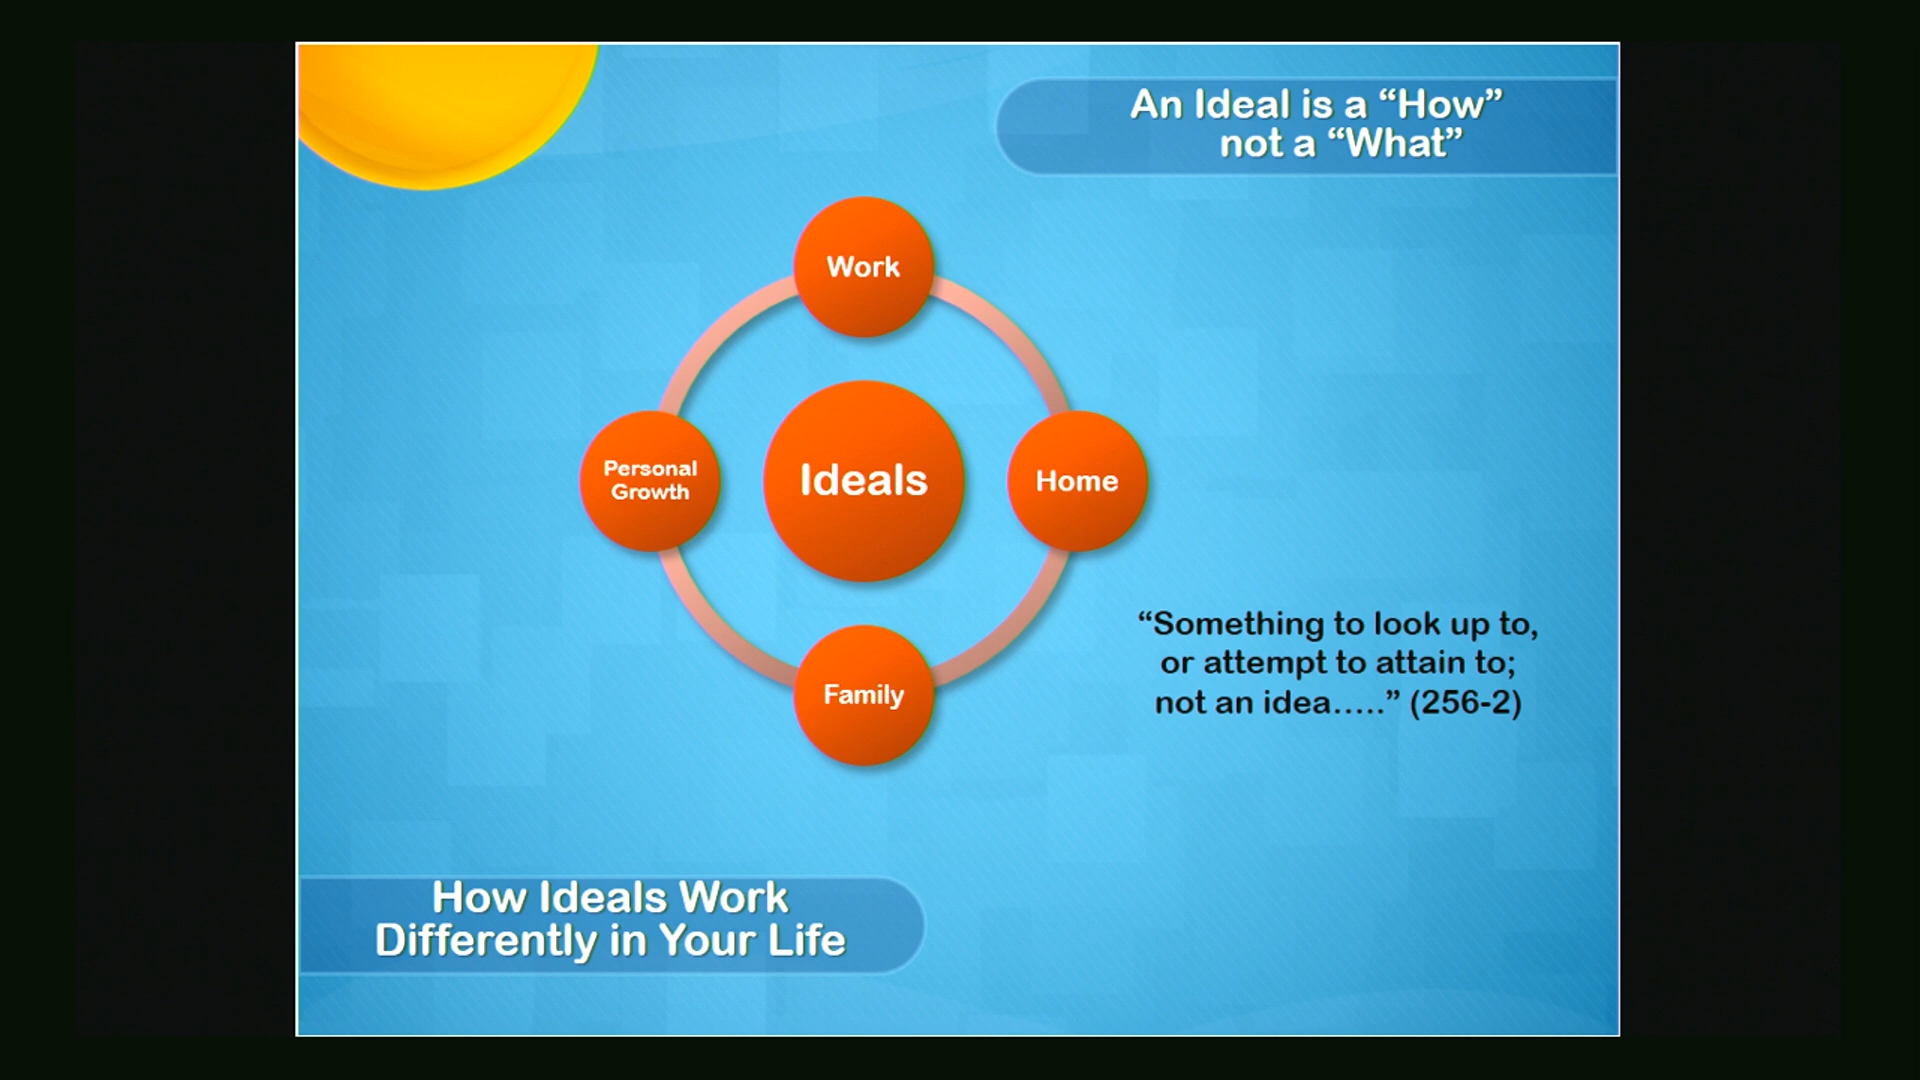 An Ideal is a “How”
not a “What”
Work
Personal
Growth
Ideals
Home
Family
“Something to look up to,
or attempt to attain to;
not an idea.....” (256-2)
How Ideals Work
Differently in Your Life